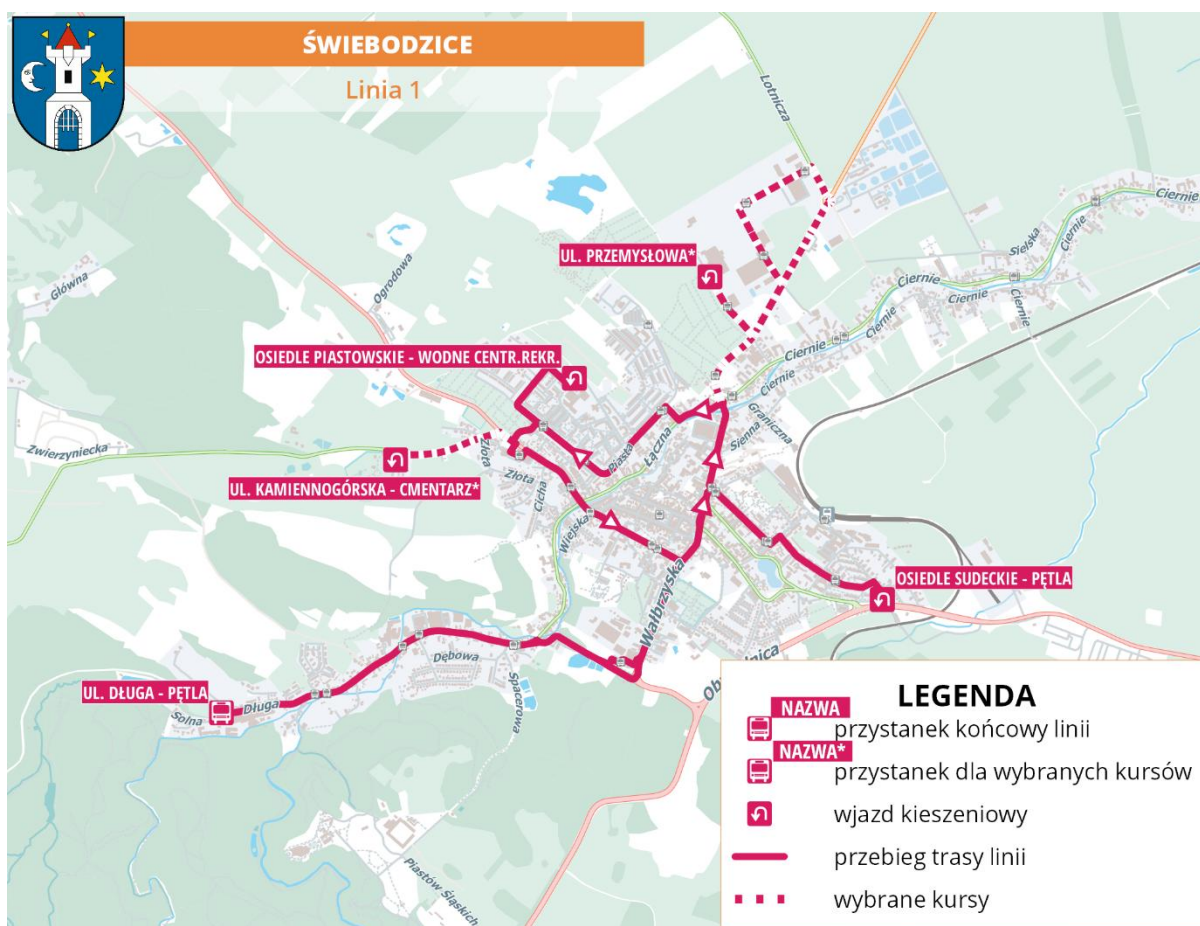 ŚWIEBODZICE
Linia 1
Lotnicza
Ciernie
Ciernie
Sielska
Ciernie
Główna
Ogrodowa
UL. PRZEMYSŁOWA*
Ciernie
Ciernie
Ciernie
Ciernie
Ciernie
OSIEDLE PIASTOWSKIE - WODNE CENTR.REKR.
Graniczna
Sienna
Łączna
Piasta
Zwierzyniecka
Złota
Złota
Cicha
UL. KAMIENNOGÓRSKA - CMENTARZ*
Wiejska
Wałbrzyska
OSIEDLE SUDECKIE - PĘTLA
Dębowa
Spacerowa
UL. DŁUGA - PĘTLA
Solna
Długa
Piastów Śląskich
LEGENDA
NAZWA
przystanek końcowy linii
NAZWA*
przystanek dla wybranych kursów
wjazd kieszeniowy
przebieg trasy linii
wybrane kursy